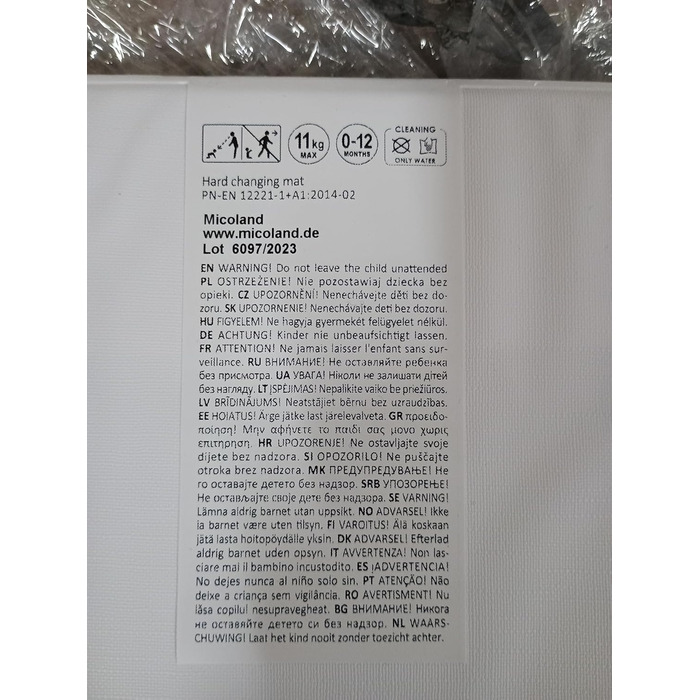 11kg
MAX
0-12
MONTHS
CLEANING
ONLY WATER
Hard changing mat
PN-EN 12221-1+A1:2014-02
Micoland
www.micoland.de
Lot 6097/2023
EN WARNING! Do not leave the child unattended
PL OSTRZEŻENIE! Nie pozostawiaj dziecka bez
opieki. CZ UPOZORNĚNÍ! Nenechávejte děti bez do-
zoru. SK UPOZORNENIE! Nenechávajte deti bez dozoru.
HU FIGYELEM! Ne hagyja gyermekét felügyelet nélkül.
DE ACHTUNG! Kinder nie unbeaufsichtigt lassen.
FR ATTENTION! Ne jamais laisser l'enfant sans sur-
veillance. RU ВНИМАНИЕ! Не оставляйте ребенка
без присмотра. UA УВАГА! Ніколи не залишати дітей
без нагляду. LT ĮSPĖJIMAS! Nepalikite vaiko be priežiūros.
LV BRĪDINĀJUMS! Neatstājiet bērnu bez uzraudzības.
EE HOIATUS! Ärge jätke last järelevalveta. GR προειδο-
ποίηση! Μην αφήνετε το παιδί σας μονο χωρίς
επιτηρηση. HR UPOZORENJE! Ne ostavljajte svoje
dijete bez nadzora. SI OPOZORILO! Ne puščajte
otroka brez nadzora. MK ПРЕДУПРЕДУВАЊЕ! Не
го оставајте детето без надзор. SRB УПОЗОРЕЊЕ!
Не остављајте своје дете без надзора. SE VARNING!
Lämna aldrig barnet utan uppsikt. NO ADVARSEL! Ikke
la barnet være uten tilsyn. FI VAROITUS! Älä koskaan
jätä lasta hoitopöydälle yksin. DK ADVARSEL! Efterlad
aldrig barnet uden opsyn. IT AVVERTENZA! Non las-
ciare mai il bambino incustodito. ES ¡ADVERTENCIA!
No dejes nunca al niño solo sin. PT ATENÇÃO! Não
deixe a criança sem vigilância. RO AVERTISMENT! Nu
lăsa copilul nesupravegheat. BG ВНИМАНИЕ! Никога
не оставяйте детето си без надзор. NL WAARS-
CHUWING! Laat het kind nooit zonder toezicht achter.